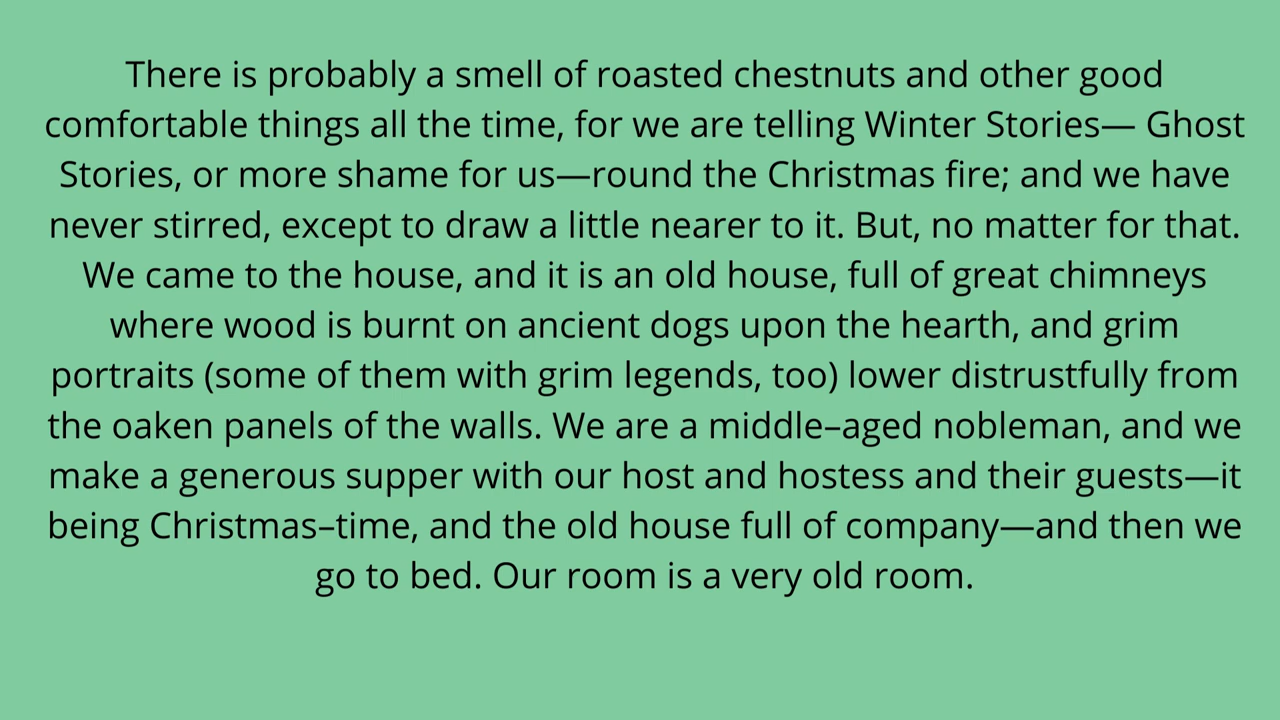 There is probably a smell of roasted chestnuts and other good
comfortable things all the time, for we are telling Winter Stories— Ghost
Stories, or more shame for us—round the Christmas fire; and we have
never stirred, except to draw a little nearer to it. But, no matter for that.
We came to the house, and it is an old house, full of great chimneys
where wood is burnt on ancient dogs upon the hearth, and grim
portraits (some of them with grim legends, too) lower distrustfully from
the oaken panels of the walls. We are a middle–aged nobleman, and we
make a generous supper with our host and hostess and their guests—it
being Christmas–time, and the old house full of company—and then we
go to bed. Our room is a very old room.